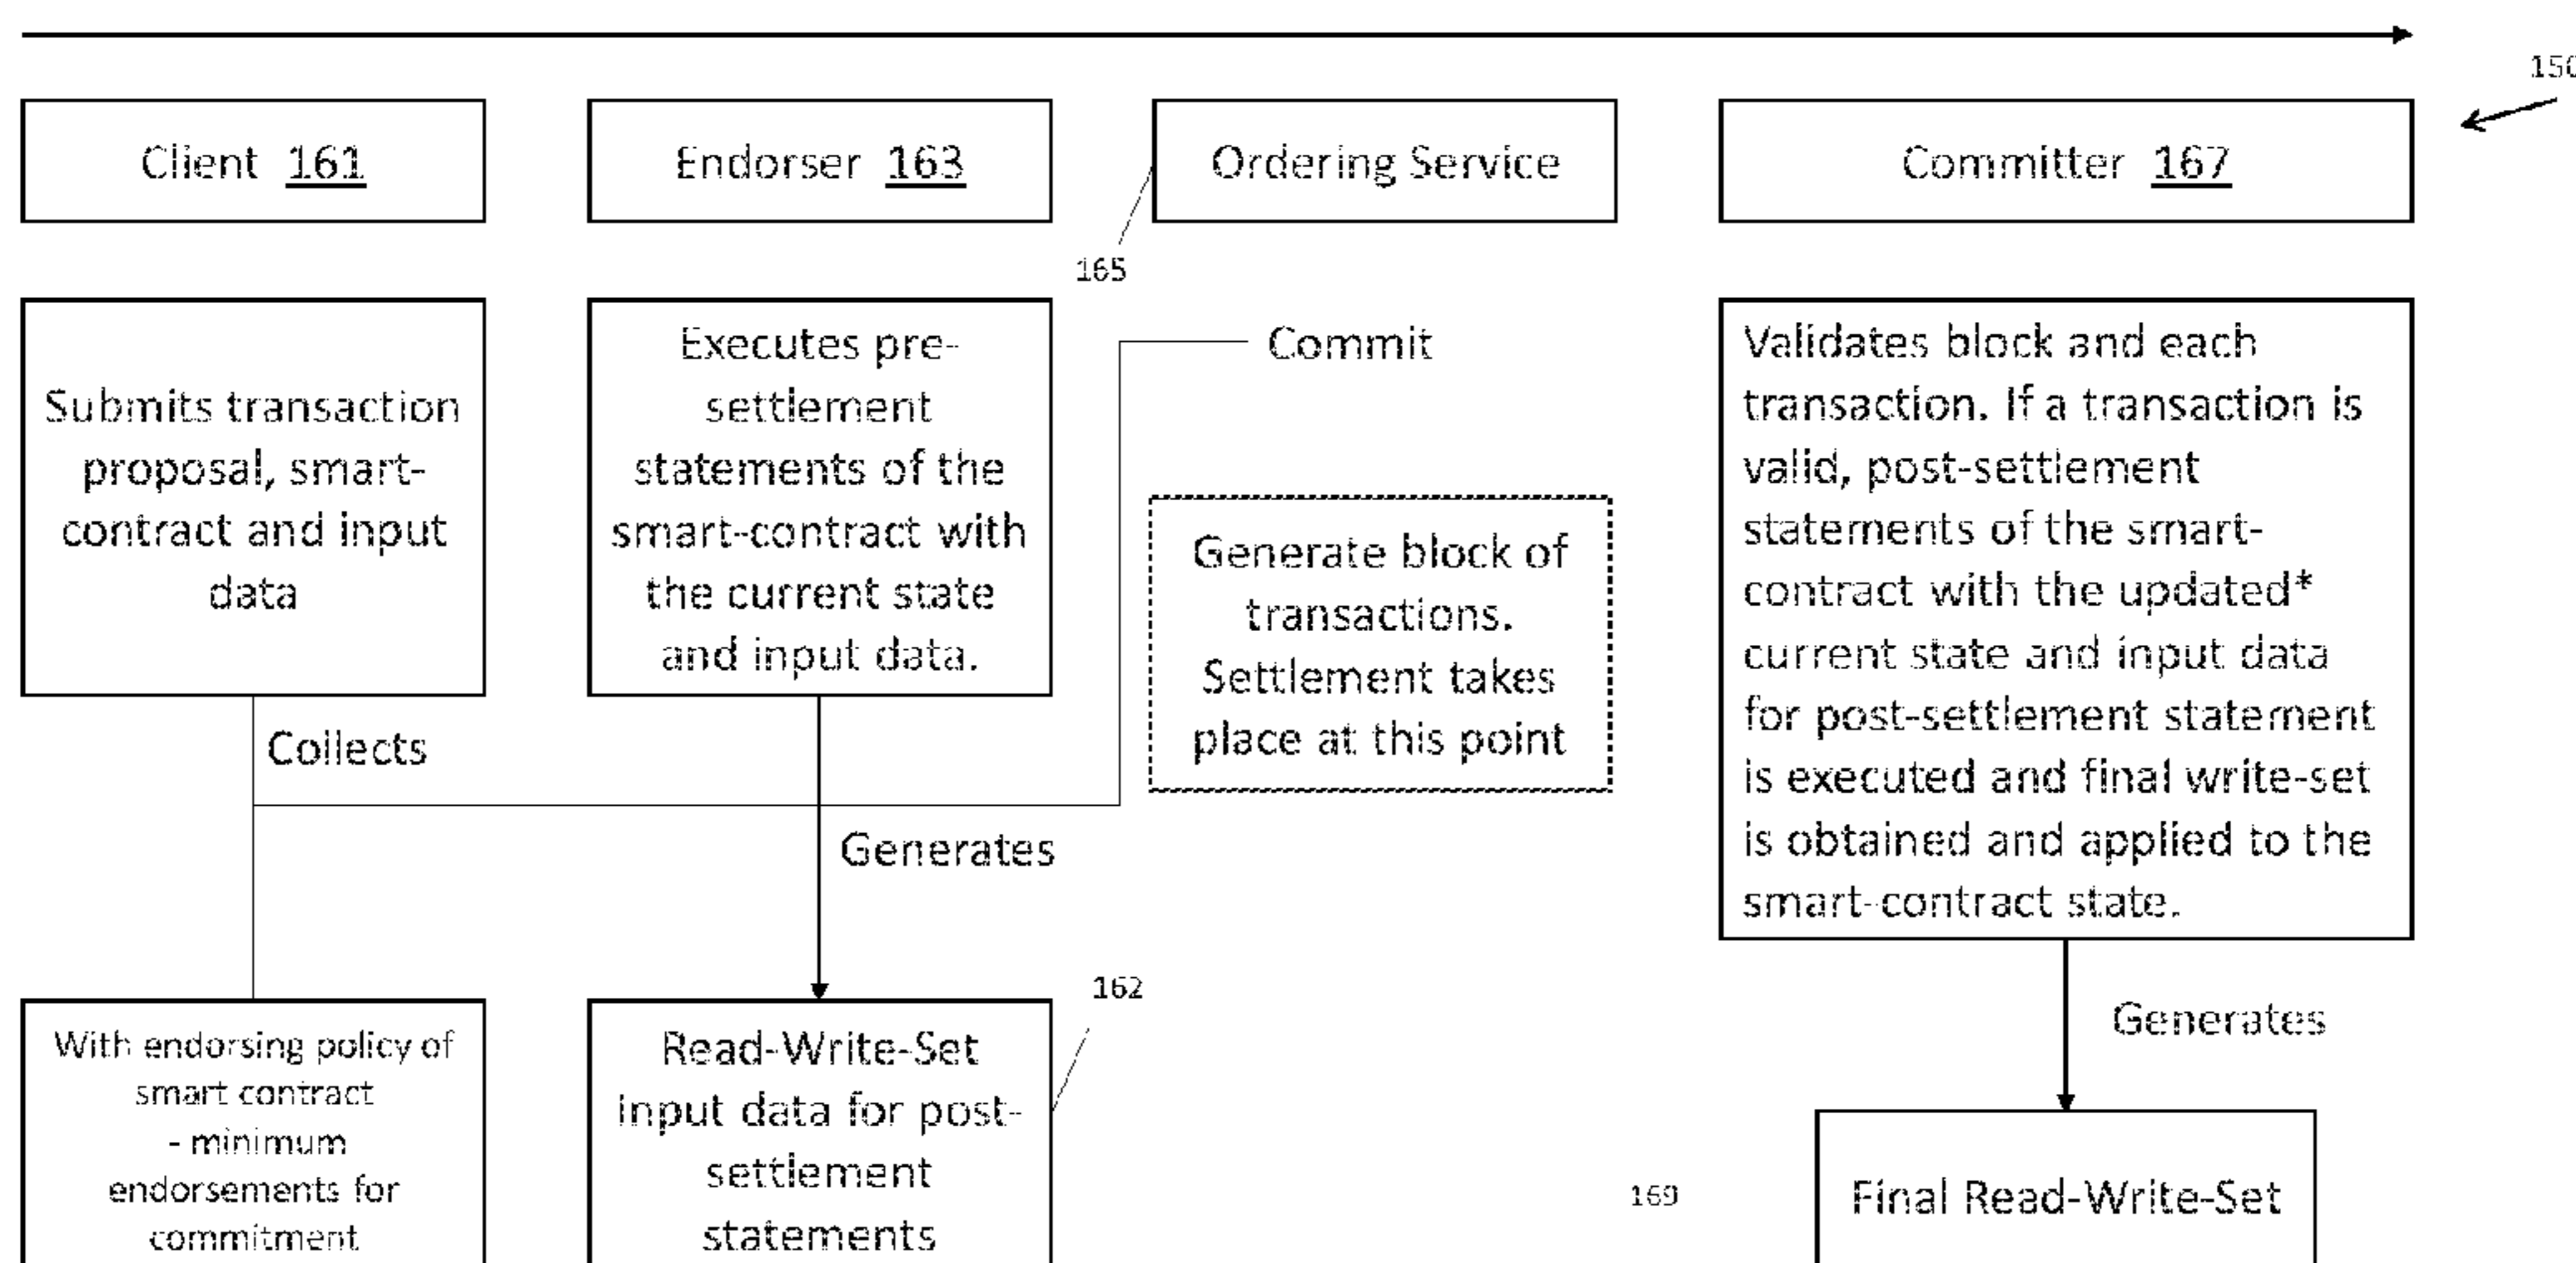 150
Client 161
Endorser 163
Ordering Service
Committer 167
165
Submits transaction
proposal, smart-
contract and input
data
Executes pre-
settlement
statements of the
smart-contract with
the current state
and input data.
Commit
Generate block of
transactions.
Settlement takes
place at this point
Validates block and each
transaction. If a transaction is
valid, post-settlement
statements of the smart-
contract with the updated*
current state and input data
for post-settlement statement
is executed and final write-set
is obtained and applied to the
smart-contract state.
Collects
Generates
162
Generates
With endorsing policy of
smart contract
- minimum
endorsements for
commitment
Read-Write-Set
Input data for post-
settlement
statements
169
Final Read-Write-Set